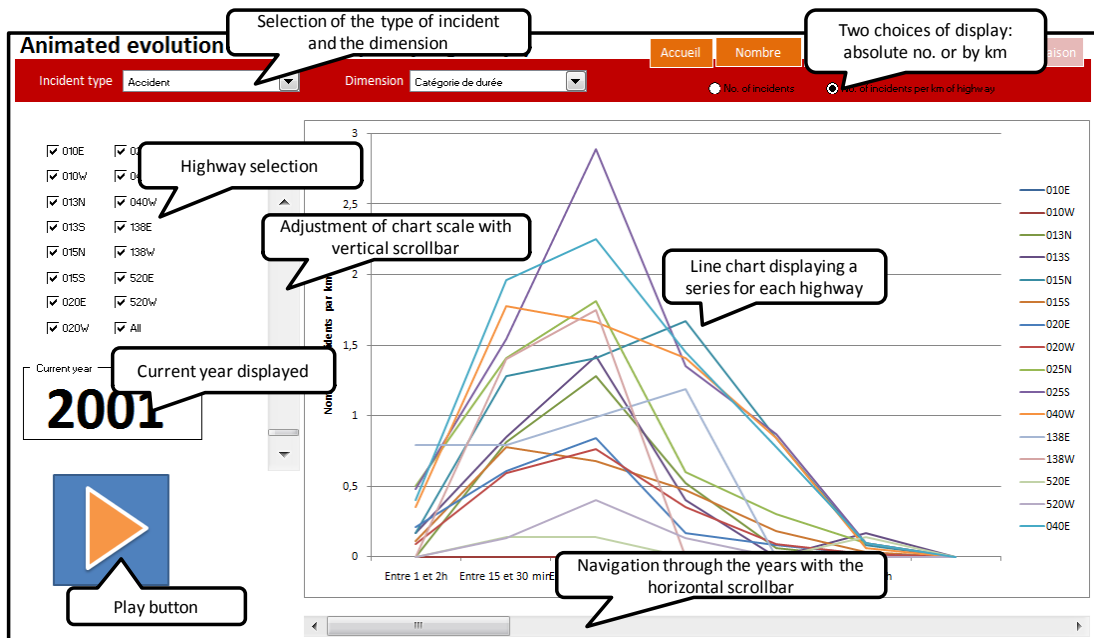 Selection of the type of incident
and the dimension
Two choices of display:
absolute no. or by km
Animated evolution
Accueil
Nombre
Incident type
Accident
Dimension
Catégorie de durée
No. of incidents
of incidents per km of highway
010E
010W
013N
013S
015N
015S
020E
020W
040W
138E
138W
520E
520W
All
Highway selection
Adjustment of chart scale with
vertical scrollbar
Current year
2001
Current year displayed
Play button
3
2,5
2
1,5
1
0,5
0
per km
Line chart displaying a
series for each highway
Entre 1 et 2h
Entre 15 et 30 min
Navigation through the years with the
horizontal scrollbar
010E
010W
013N
013S
015N
015S
020E
020W
025N
025S
040W
138E
138W
520E
520W
040E